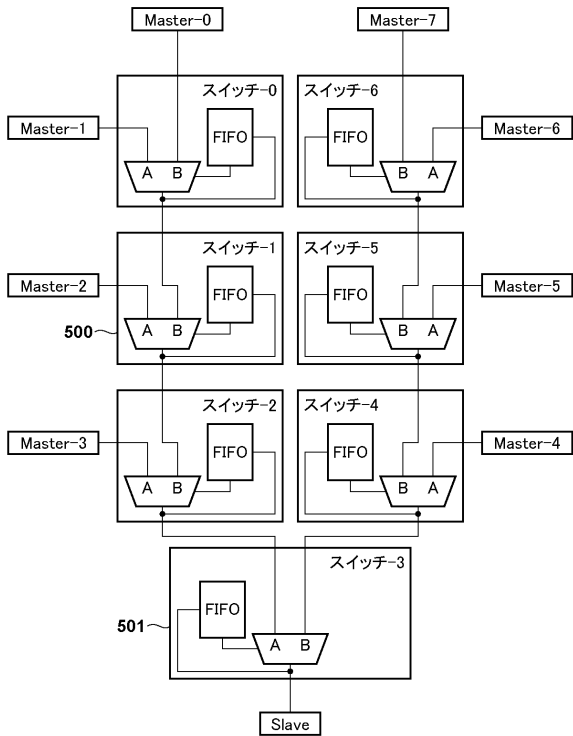 Master-0
Master-7
スイッチ-0
スイッチ-6
Master-1
FIFO
FIFO
Master-6
A B
B A
スイッチ-1
スイッチ-5
Master-2
FIFO
FIFO
Master-5
500
A B
B A
スイッチ-2
スイッチ-4
Master-3
FIFO
FIFO
Master-4
A B
B A
スイッチ-3
501
FIFO
A B
Slave